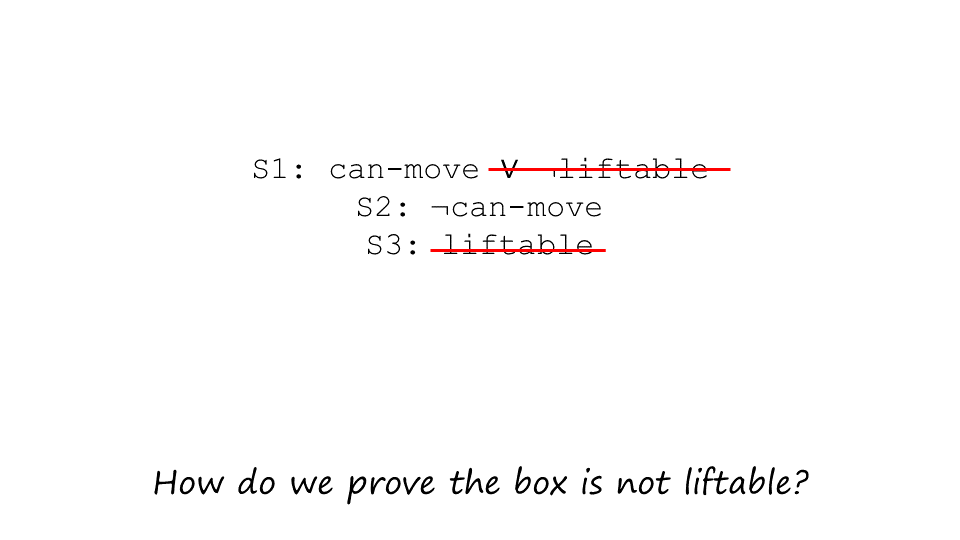 S1: can-move V ¬liftable
S2: ¬can-move
S3: liftable
How do we prove the box is not liftable?